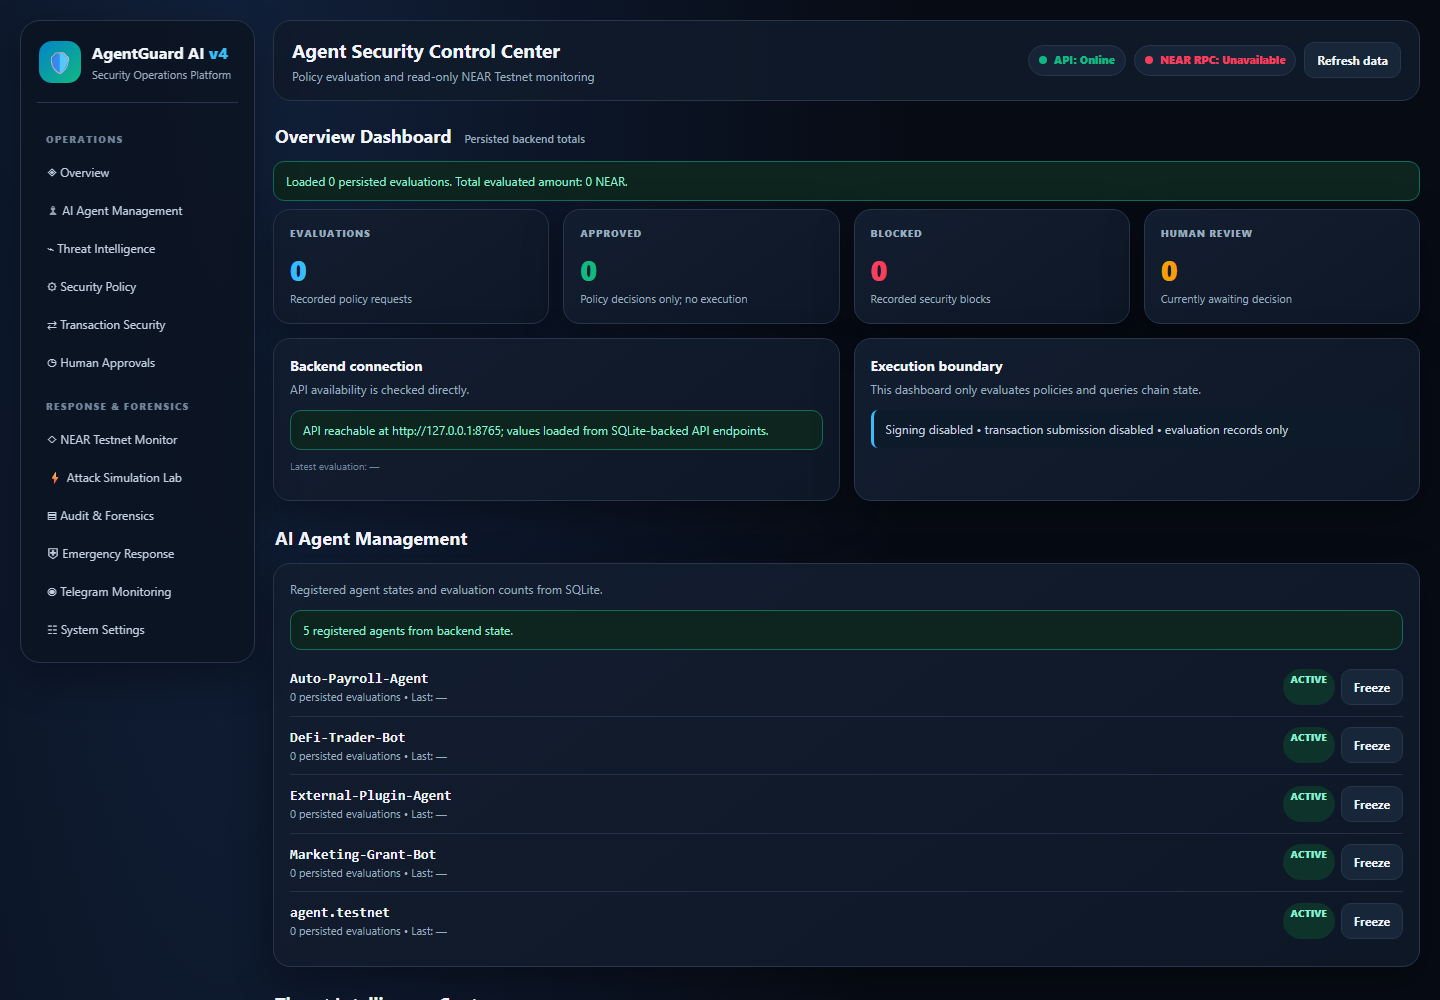 AgentGuard AI v4
Security Operations Platform
OPERATIONS
Overview
AI Agent Management
Threat Intelligence
Security Policy
Transaction Security
Human Approvals
RESPONSE & FORENSICS
NEAR Testnet Monitor
Attack Simulation Lab
Audit & Forensics
Emergency Response
Telegram Monitoring
System Settings
Agent Security Control Center
Policy evaluation and read-only NEAR Testnet monitoring
API: Online
NEAR RPC: Unavailable
Refresh data
Overview Dashboard Persisted backend totals
Loaded 0 persisted evaluations. Total evaluated amount: 0 NEAR.
EVALUATIONS
0
Recorded policy requests
APPROVED
0
Policy decisions only; no execution
BLOCKED
0
Recorded security blocks
HUMAN REVIEW
0
Currently awaiting decision
Backend connection
API availability is checked directly.
API reachable at http://127.0.0.1:8765; values loaded from SQLite-backed API endpoints.
Latest evaluation: —
Execution boundary
This dashboard only evaluates policies and queries chain state.
Signing disabled • transaction submission disabled • evaluation records only
AI Agent Management
Registered agent states and evaluation counts from SQLite.
5 registered agents from backend state.
Auto-Payroll-Agent
0 persisted evaluations • Last: —
ACTIVE
Freeze
DeFi-Trader-Bot
0 persisted evaluations • Last: —
ACTIVE
Freeze
External-Plugin-Agent
0 persisted evaluations • Last: —
ACTIVE
Freeze
Marketing-Grant-Bot
0 persisted evaluations • Last: —
ACTIVE
Freeze
agent.testnet
0 persisted evaluations • Last: —
ACTIVE
Freeze